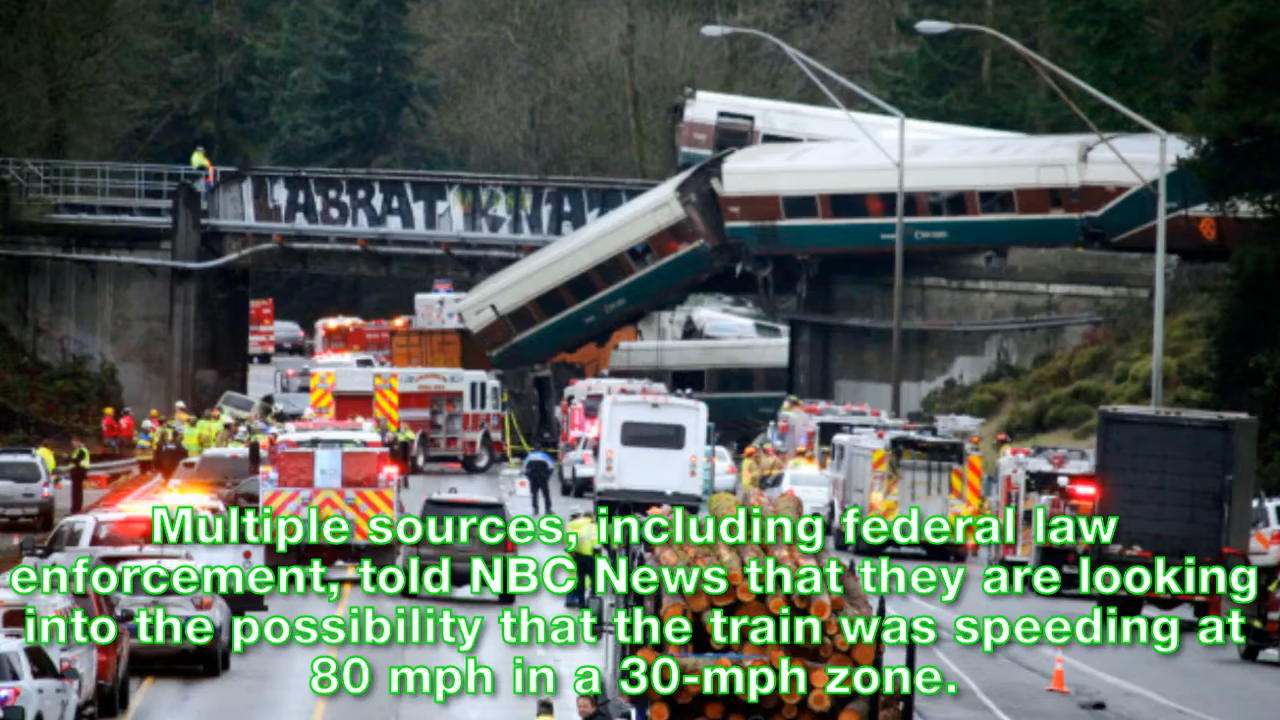 LABRAT
Multiple sources, including federal law
enforcement, told NBC News that they are looking
into the possibility that the train was speeding at
80 mph in a 30-mph zone.